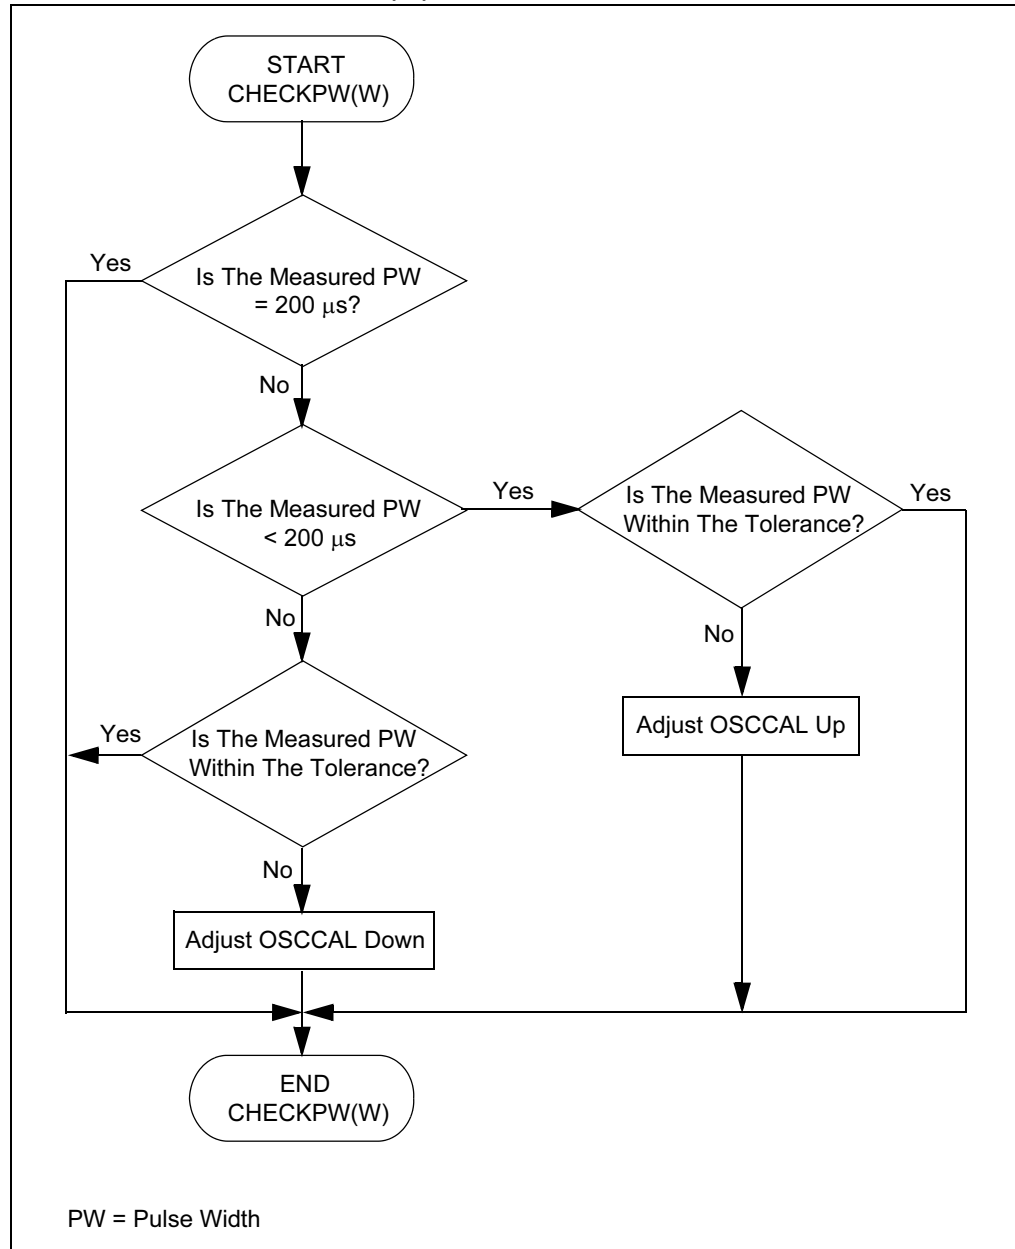 START
CHECKPW(W)
Yes
Is The Measured PW
= 200 μs?
No
Is The Measured PW
< 200 μs
Yes
Is The Measured PW
Within The Tolerance?
Yes
No
No
Adjust OSCCAL Up
Yes
Is The Measured PW
Within The Tolerance?
No
Adjust OSCCAL Down
END
CHECKPW(W)
PW = Pulse Width